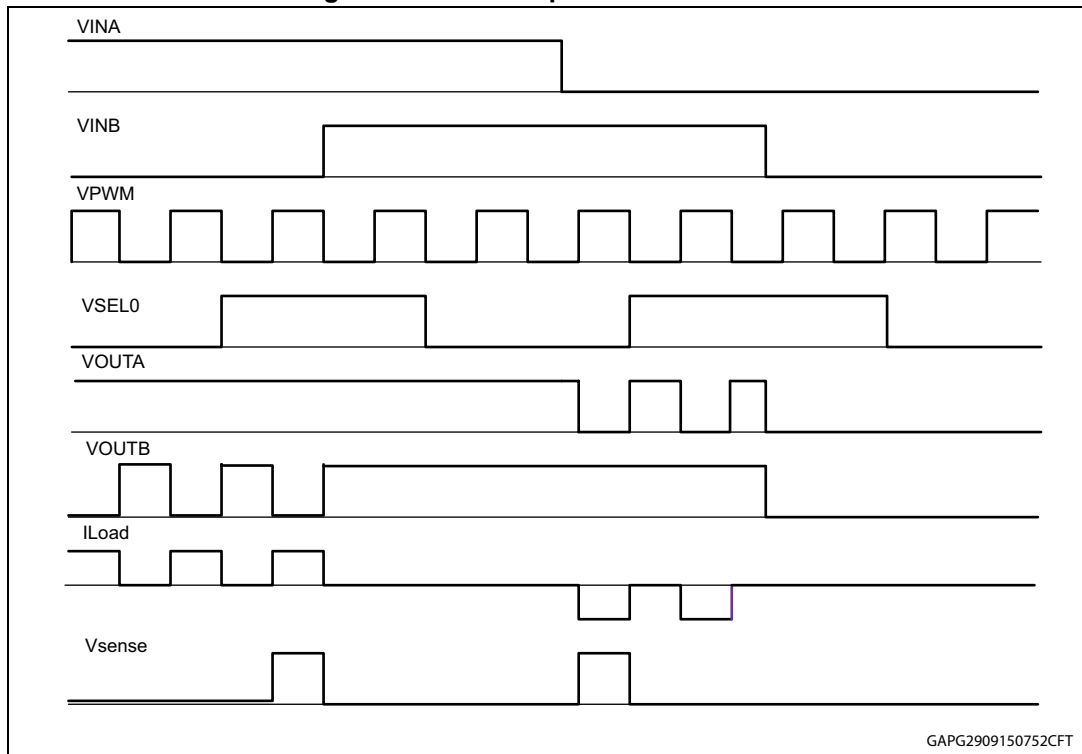 VINA
VINB
VPWM
VSEL0
VOUTA
VOUTB
ILoad
Vsense
GAPG2909150752CFT